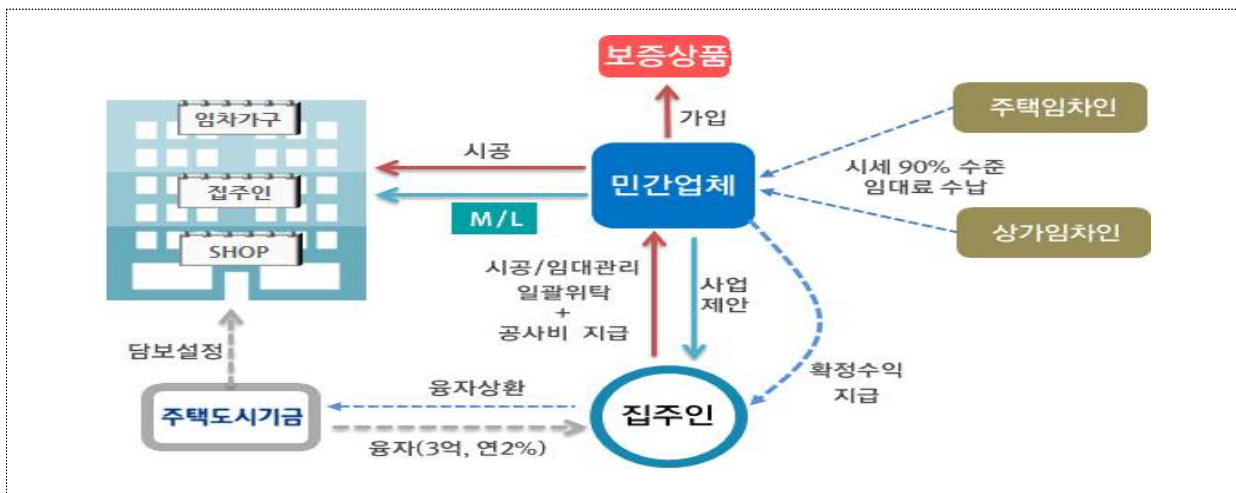 보증상품
가입
임차가구
집주인
SHOP
시공
M/L
민간업체
주택임차인
시세 90% 수준
임대료 수납
상가임차인
시공/임대관리
일괄위탁
+
공사비 지급
사업
제안
확정수익
지급
담보설정
주택도시기금
융자상환
융자(3억, 연2%)
집주인